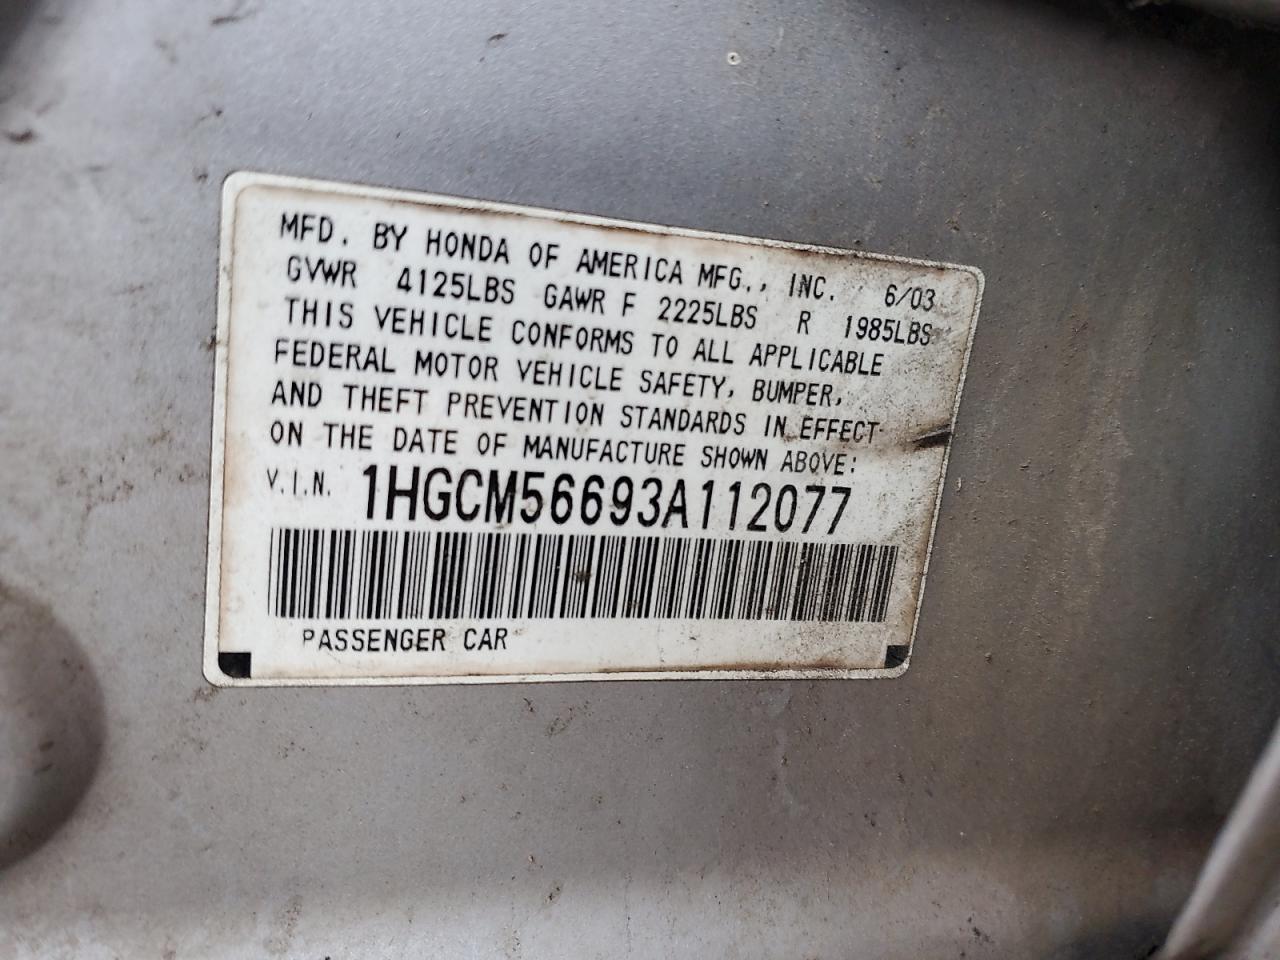 MFD. BY HONDA OF AMERICA MFG., INC. 6/03
GVWR 4125LBS GAWR F 2225LBS R 1985LBS
THIS VEHICLE CONFORMS TO ALL APPLICABLE
FEDERAL MOTOR VEHICLE SAFETY, BUMPER,
AND THEFT PREVENTION STANDARDS IN EFFECT
ON THE DATE OF MANUFACTURE SHOWN ABOVE:
V.I.N. 1HGCM56693A112077
PASSENGER CAR